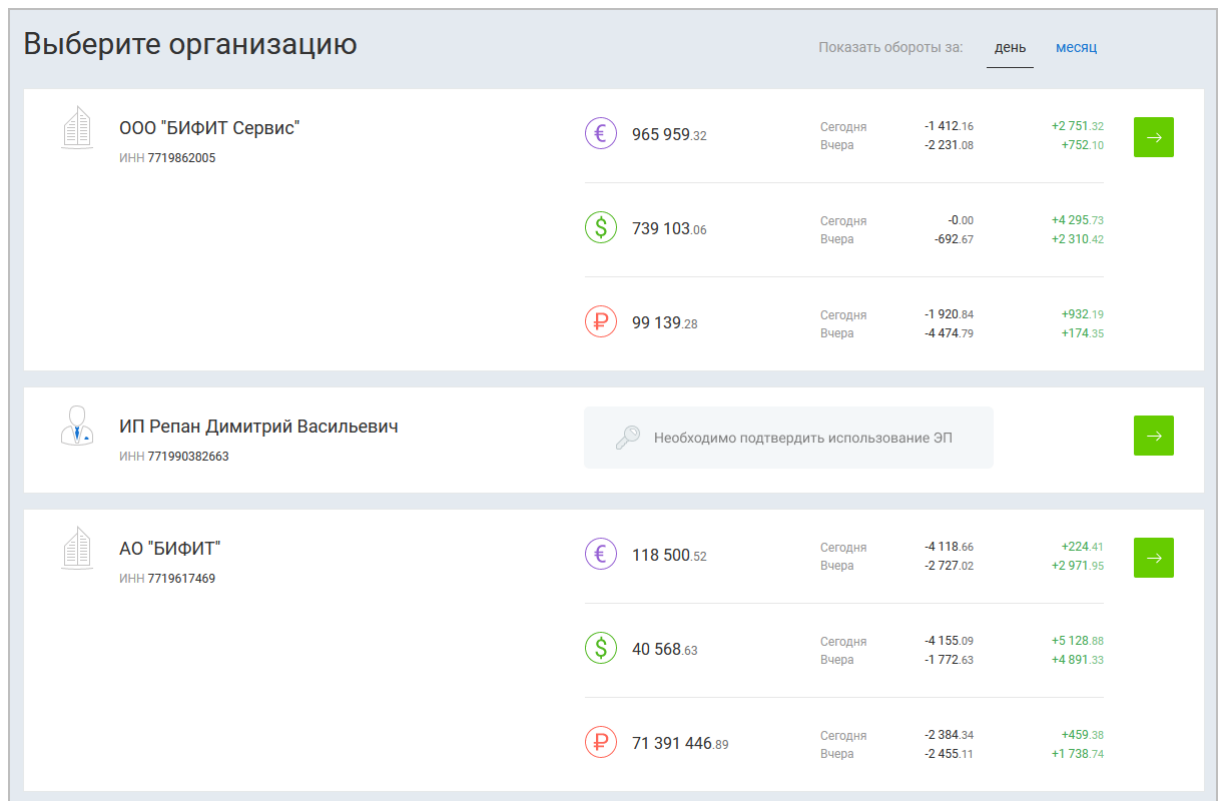 Выберите организацию
Показать обороты за: день месяц
ООО "БИФИТ Сервис"
ИНН 7719862005
€ 965 959.32
Сегодня -1 412.16 +2 751.32
Вчера -2 231.08 +752.10
$ 739 103.06
Сегодня -0.00 +4 295.73
Вчера -692.67 +2 310.42
₽ 99 139.28
Сегодня -1 920.84 +932.19
Вчера -4 474.79 +174.35
ИП Репан Димитрий Васильевич
ИНН 771990382663
Необходимо подтвердить использование ЭП
АО "БИФИТ"
ИНН 7719617469
€ 118 500.52
Сегодня -4 118.66 +224.41
Вчера -2 727.02 +2 971.95
$ 40 568.63
Сегодня -4 155.09 +5 128.88
Вчера -1 772.63 +4 891.33
₽ 71 391 446.89
Сегодня -2 384.34 +459.38
Вчера -2 455.11 +1 738.74